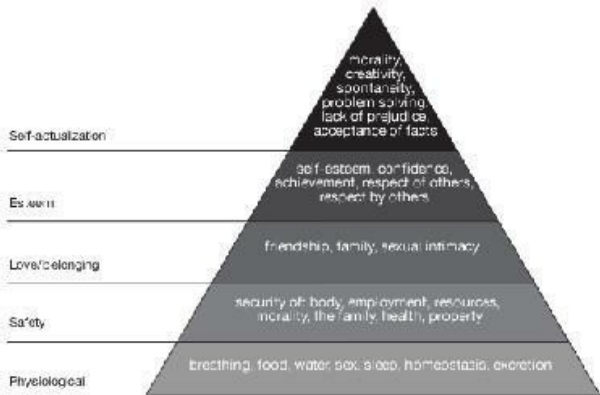 morality,
creativity,
spontaneity,
problem solving,
lack of prejudice,
acceptance of facts
Self-actualization
self-esteem, confidence,
achievement, respect of others,
respect by others
Esteem
friendship, family, sexual intimacy
Love/belonging
security of: body, employment, resources,
morality, the family, health, property
Safety
breathing, food, water, sex, sleep, homeostasis, excretion
Physiological